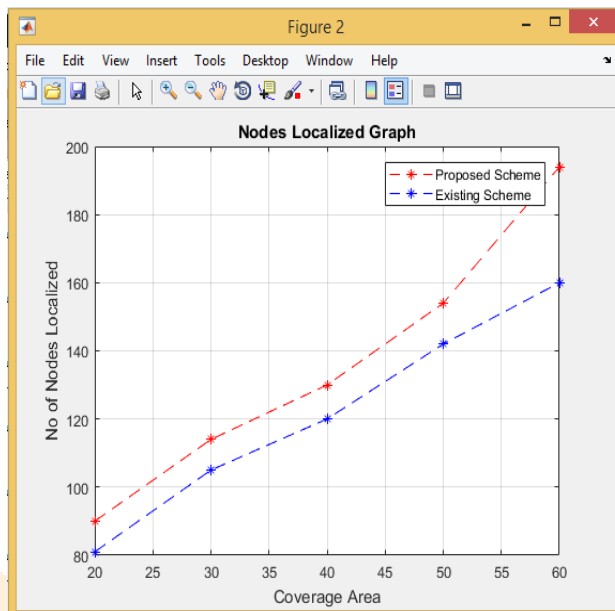 Figure 2
File Edit View Insert Tools Desktop Window Help
Nodes Localized Graph
Proposed Scheme
Existing Scheme
No of Nodes Localized
200
180
160
140
120
100
80
20 25 30 35 40 45 50 55 60
Coverage Area